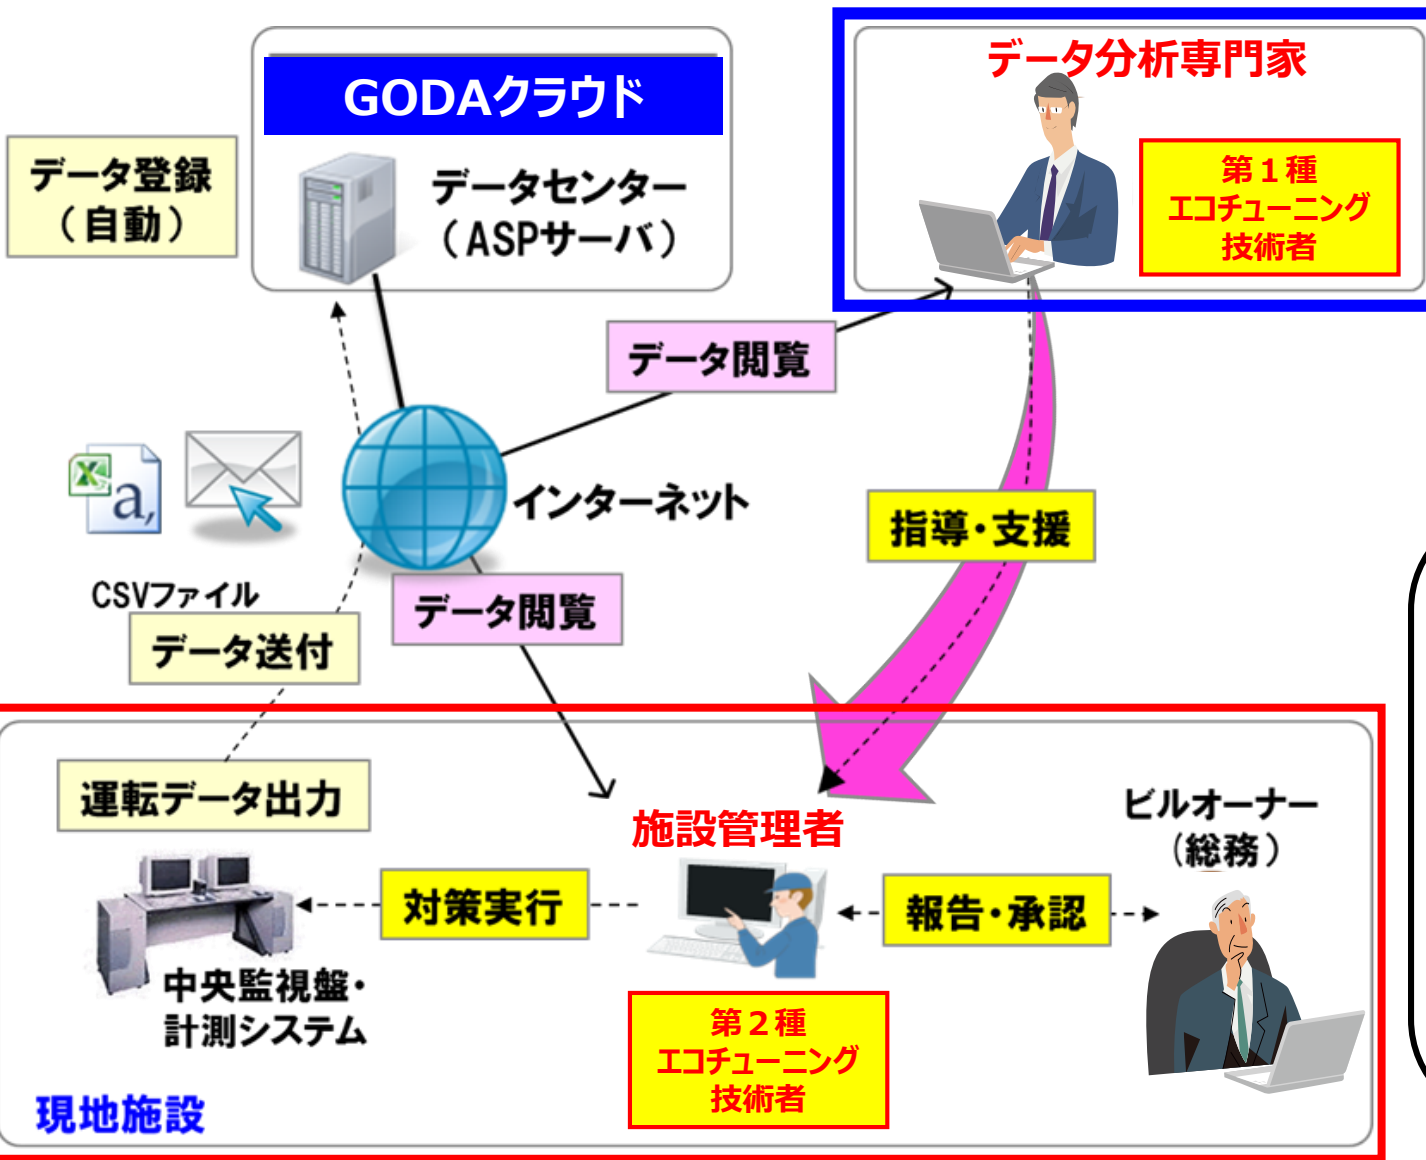 データ分析専門家
GODAクラウド
第１種
エコチューニング
技術者
データ登録
（自動）
データセンター
（ASPサーバ）
データ閲覧
a,
インターネット
指導・支援
CSVファイル
データ送付
データ閲覧
運転データ出力
施設管理者
ビルオーナー
（総務）
対策実行
報告・承認
中央監視盤・
計測システム
第２種
エコチューニング
技術者
現地施設